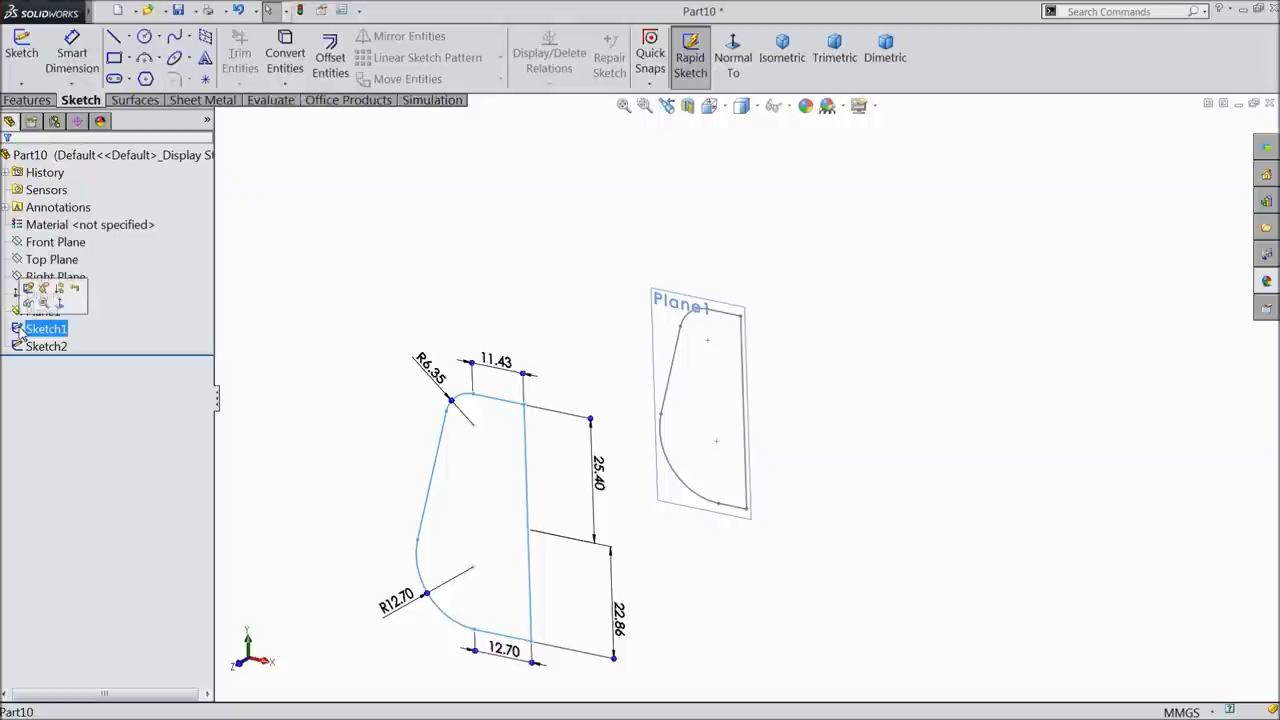 SOLIDWORKS
Part10 *
Search Commands
Sketch
Smart Dimension
Trim Entities
Convert Entities
Offset Entities
Mirror Entities
Linear Sketch Pattern
Move Entities
Display/Delete Relations
Repair Sketch
Quick Snaps
Rapid Sketch
Normal To
Isometric
Trimetric
Dimetric
Features
Sketch
Surfaces
Sheet Metal
Evaluate
Office Products
Simulation
Part10 (Default<<Default>_Display St
History
Sensors
Annotations
Material <not specified>
Front Plane
Top Plane
Right Plane
Sketch1
Sketch2
Plane1
R6.35
11.43
25.40
R12.70
22.86
12.70
Y
Z
X
Part10
MMGS